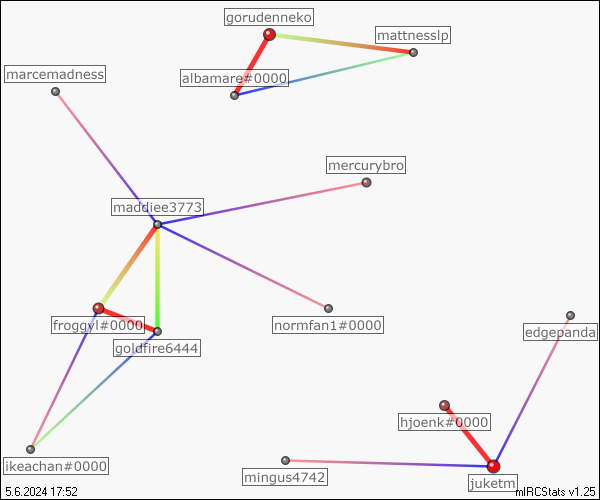 gorudenneko
mattnesslp
marcemadness
albamare#0000
mercurybro
maddiee3773
froggyl#0000
normfan1#0000
edgepanda
goldfire6444
hjoenk#0000
ikeachan#0000
mingus4742
juketm
5.6.2024 17:52
mIRCStats v1.25